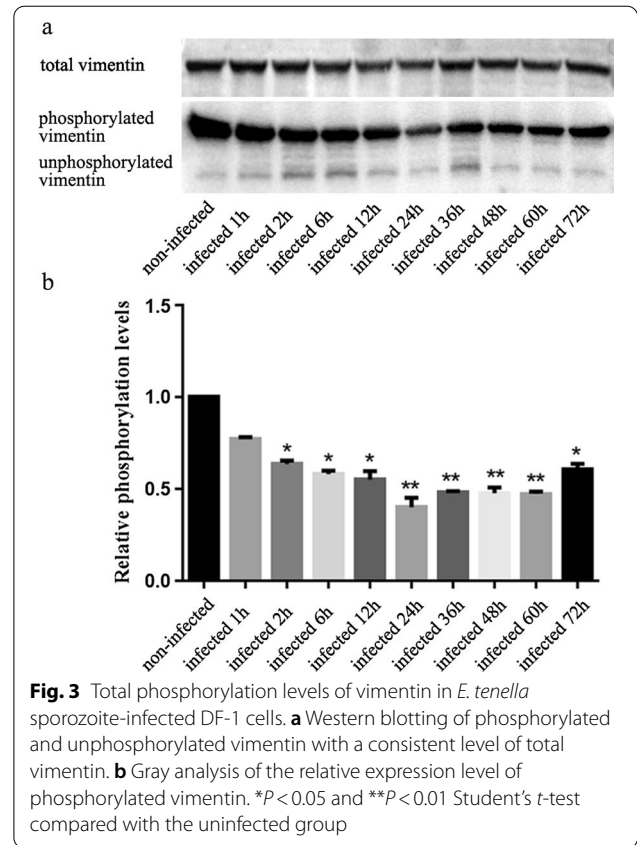 a
total vimentin
phosphorylated
vimentin
unphosphorylated
vimentin
non-infected
infected 1h
infected 2h
infected 6h
infected 12h
infected 24h
infected 36h
infected 48h
infected 60h
infected 72h
b
Relative phosphorylation levels
1.5
1.0
0.5
0.0
*
*
*
**
**
**
**
*
non-infected
infected 1h
infected 2h
infected 6h
infected 12h
infected 24h
infected 36h
infected 48h
infected 60h
infected 72h
Fig. 3 Total phosphorylation levels of vimentin in E. tenella
sporozoite-infected DF-1 cells. a Western blotting of phosphorylated
and unphosphorylated vimentin with a consistent level of total
vimentin. b Gray analysis of the relative expression level of
phosphorylated vimentin. *P < 0.05 and **P < 0.01 Student's t-test
compared with the uninfected group